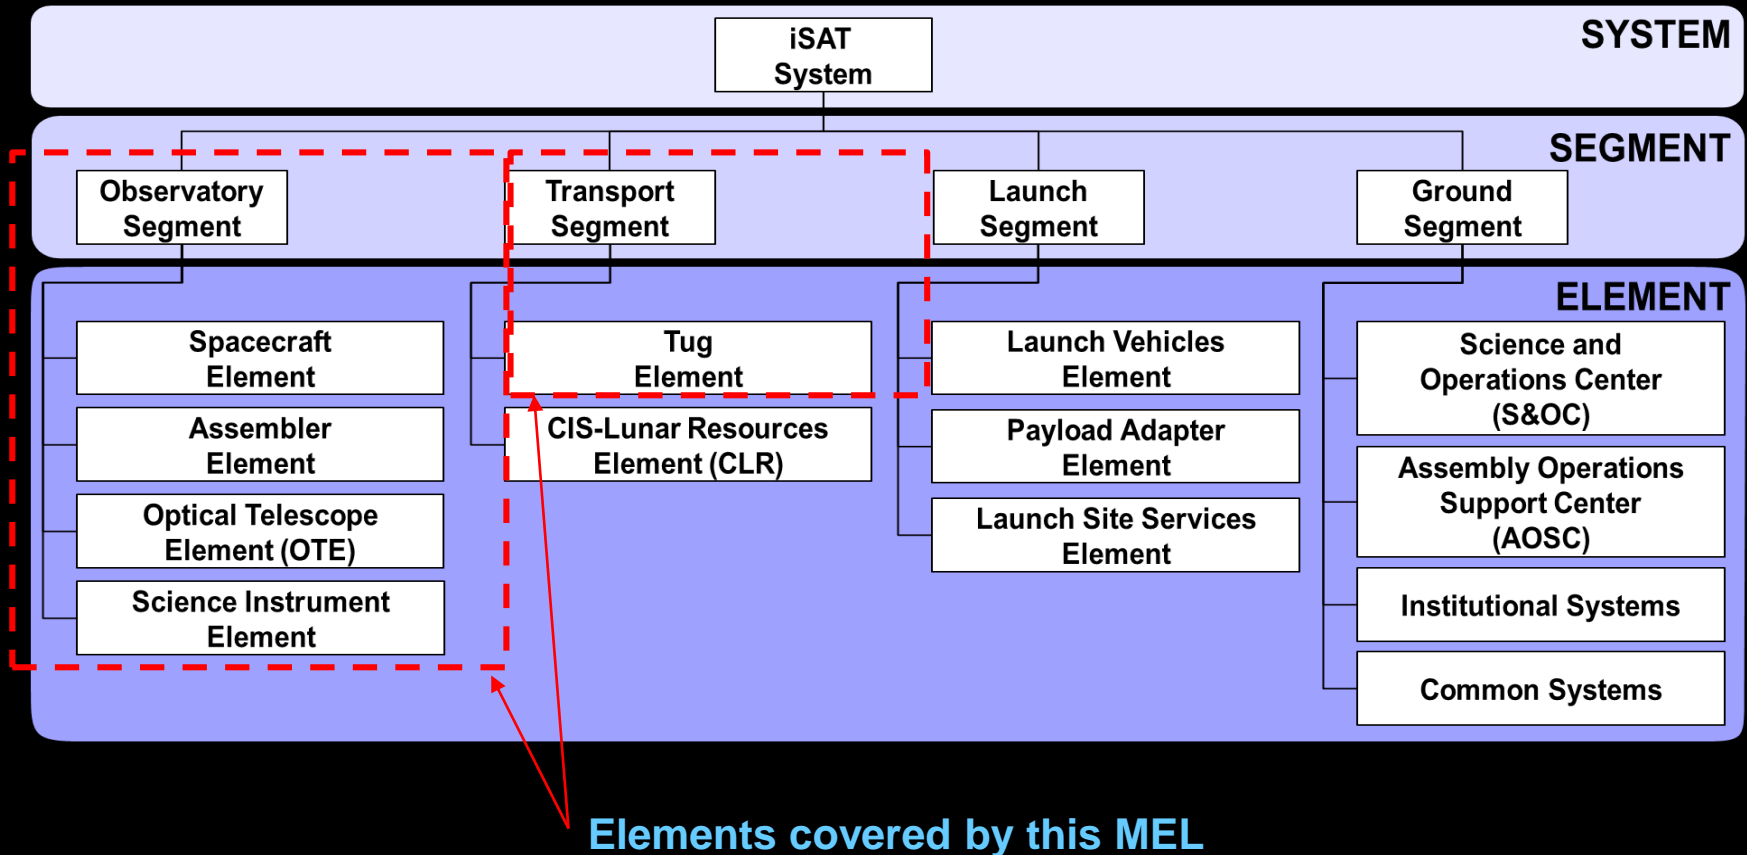 iSAT
System
SYSTEM
SEGMENT
Observatory
Segment
Transport
Segment
Launch
Segment
Ground
Segment
ELEMENT
Spacecraft
Element
Assembler
Element
Optical Telescope
Element (OTE)
Science Instrument
Element
Tug
Element
CIS-Lunar Resources
Element (CLR)
Launch Vehicles
Element
Payload Adapter
Element
Launch Site Services
Element
Science and
Operations Center
(S&OC)
Assembly Operations
Support Center
(AOSC)
Institutional Systems
Common Systems
Elements covered by this MEL